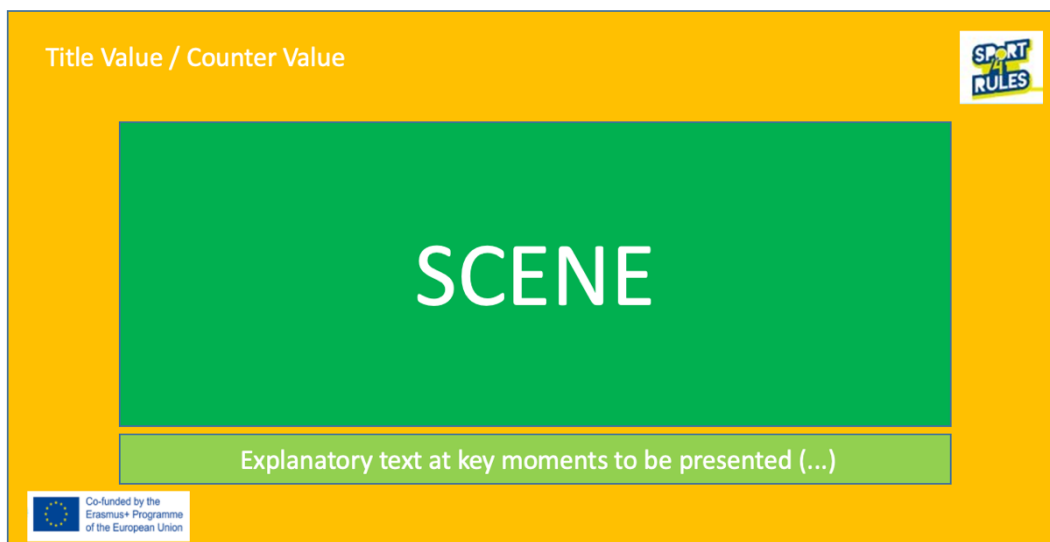 Title Value / Counter Value
SPORT
4
RULES
SCENE
Explanatory text at key moments to be presented (...)
Co-funded by the
Erasmus+ Programme
of the European Union